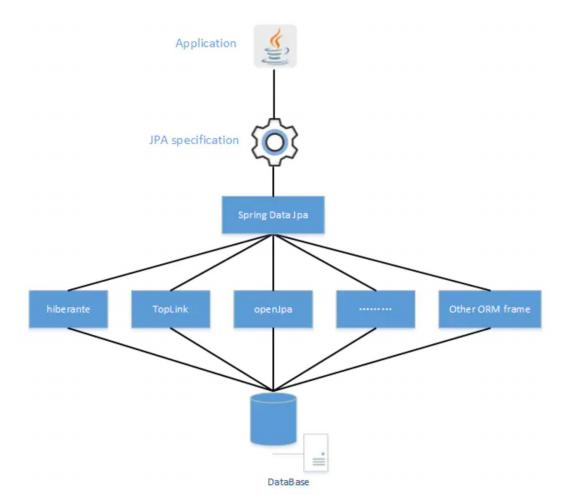 Application
JPA specification
Spring Data Jpa
hiberante
TopLink
openJpa
·········
Other ORM frame
DataBase